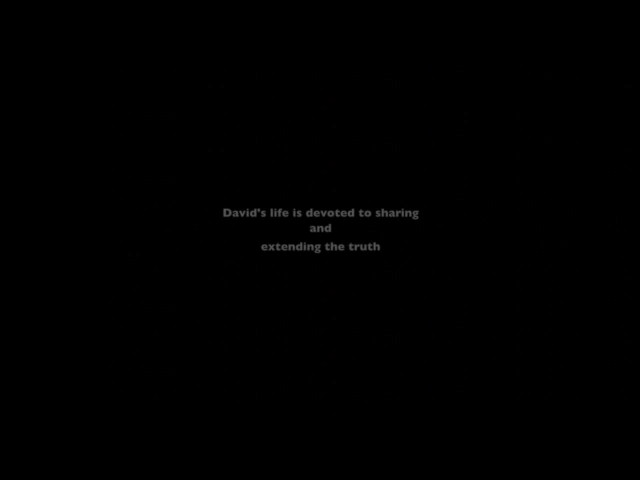 David's life is devoted to sharing
and
extending the truth